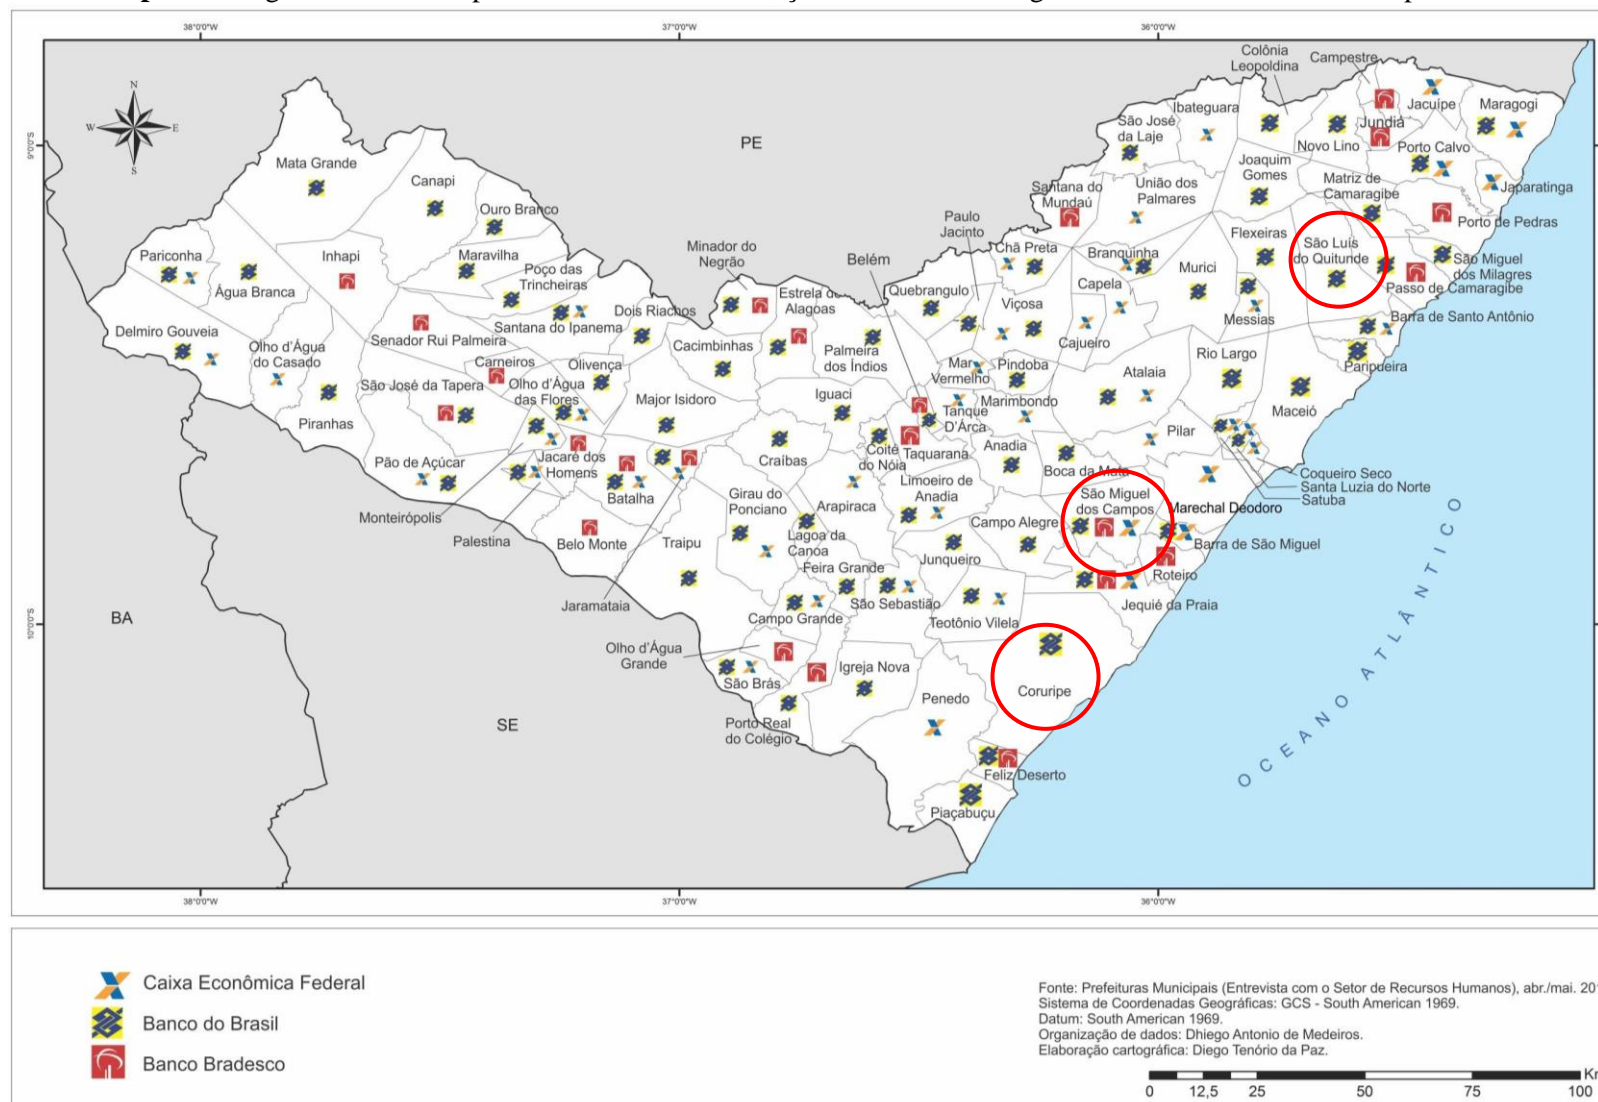 38°0'0"W
37°0'0"W
36°0'0"W
9°0'0"S
10°0'0"S
N
W
E
S
PE
BA
SE
OCEANO ATLÂNTICO
Colônia
Leopoldina
Campestre
Ibateguara
Jacuípe
Maragogi
São José
da Laje
Jundiá
Novo Lino
Porto Calvo
Mata Grande
Canapi
Joaquim
Gomes
Matriz de
Camaragibe
Japaratinga
Santana do
Mundaú
União dos
Palmares
Ouro Branco
Paulo
Jacinto
Porto de Pedras
Flexeiras
São Luís
do Quitunde
Minador do
Negrão
Chã Preta
Branquinha
Pariconha
Inhapi
Maravilha
Belém
São Miguel
dos Milagres
Poço das
Trincheiras
Murici
Água Branca
Capela
Passo de Camaragibe
Quebrangulo
Estrela de
Alagoas
Viçosa
Santana do Ipanema
Dois Riachos
Messias
Barra de Santo Antônio
Delmiro Gouveia
Olho d'Água
do Casado
Senador Rui Palmeira
Cacimbinhas
Palmeira
dos Índios
Cajueiro
Rio Largo
Paripueira
Carneiros
Olivença
Mar
Vermelho
Pindoba
Atalaia
São José da Tapera
Olho d'Água
das Flores
Major Isidoro
Iguaci
Marimbondo
Maceió
Piranhas
Tanque
D'Arca
Pilar
Coité
do Nóia
Taquarana
Anadia
Craíbas
Pão de Açúcar
Jacaré dos
Homens
Boca da Mata
Coqueiro Seco
Santa Luzia do Norte
Satuba
Limoeiro de
Anadia
Batalha
Girau do
Ponciano
Arapiraca
São Miguel
dos Campos
Marechal Deodoro
Monteirópolis
Campo Alegre
Palestina
Belo Monte
Traipu
Lagoa da
Canoa
Barra de São Miguel
Junqueiro
Feira Grande
Roteiro
Jaramataia
São Sebastião
Jequié da Praia
Campo Grande
Teotônio Vilela
Olho d'Água
Grande
Igreja Nova
São Brás
Penedo
Coruripe
Porto Real
do Colégio
Feliz Deserto
Piaçabuçu
38°0'0"W
37°0'0"W
36°0'0"W
Caixa Econômica Federal
Banco do Brasil
Banco Bradesco
Fonte: Prefeituras Municipais (Entrevista com o Setor de Recursos Humanos), abr./mai. 20
Sistema de Coordenadas Geográficas: GCS - South American 1969.
Datum: South American 1969.
Organização de dados: Dhiego Antonio de Medeiros.
Elaboração cartográfica: Diego Tenório da Paz.
Km
0 12,5 25 50 75 100